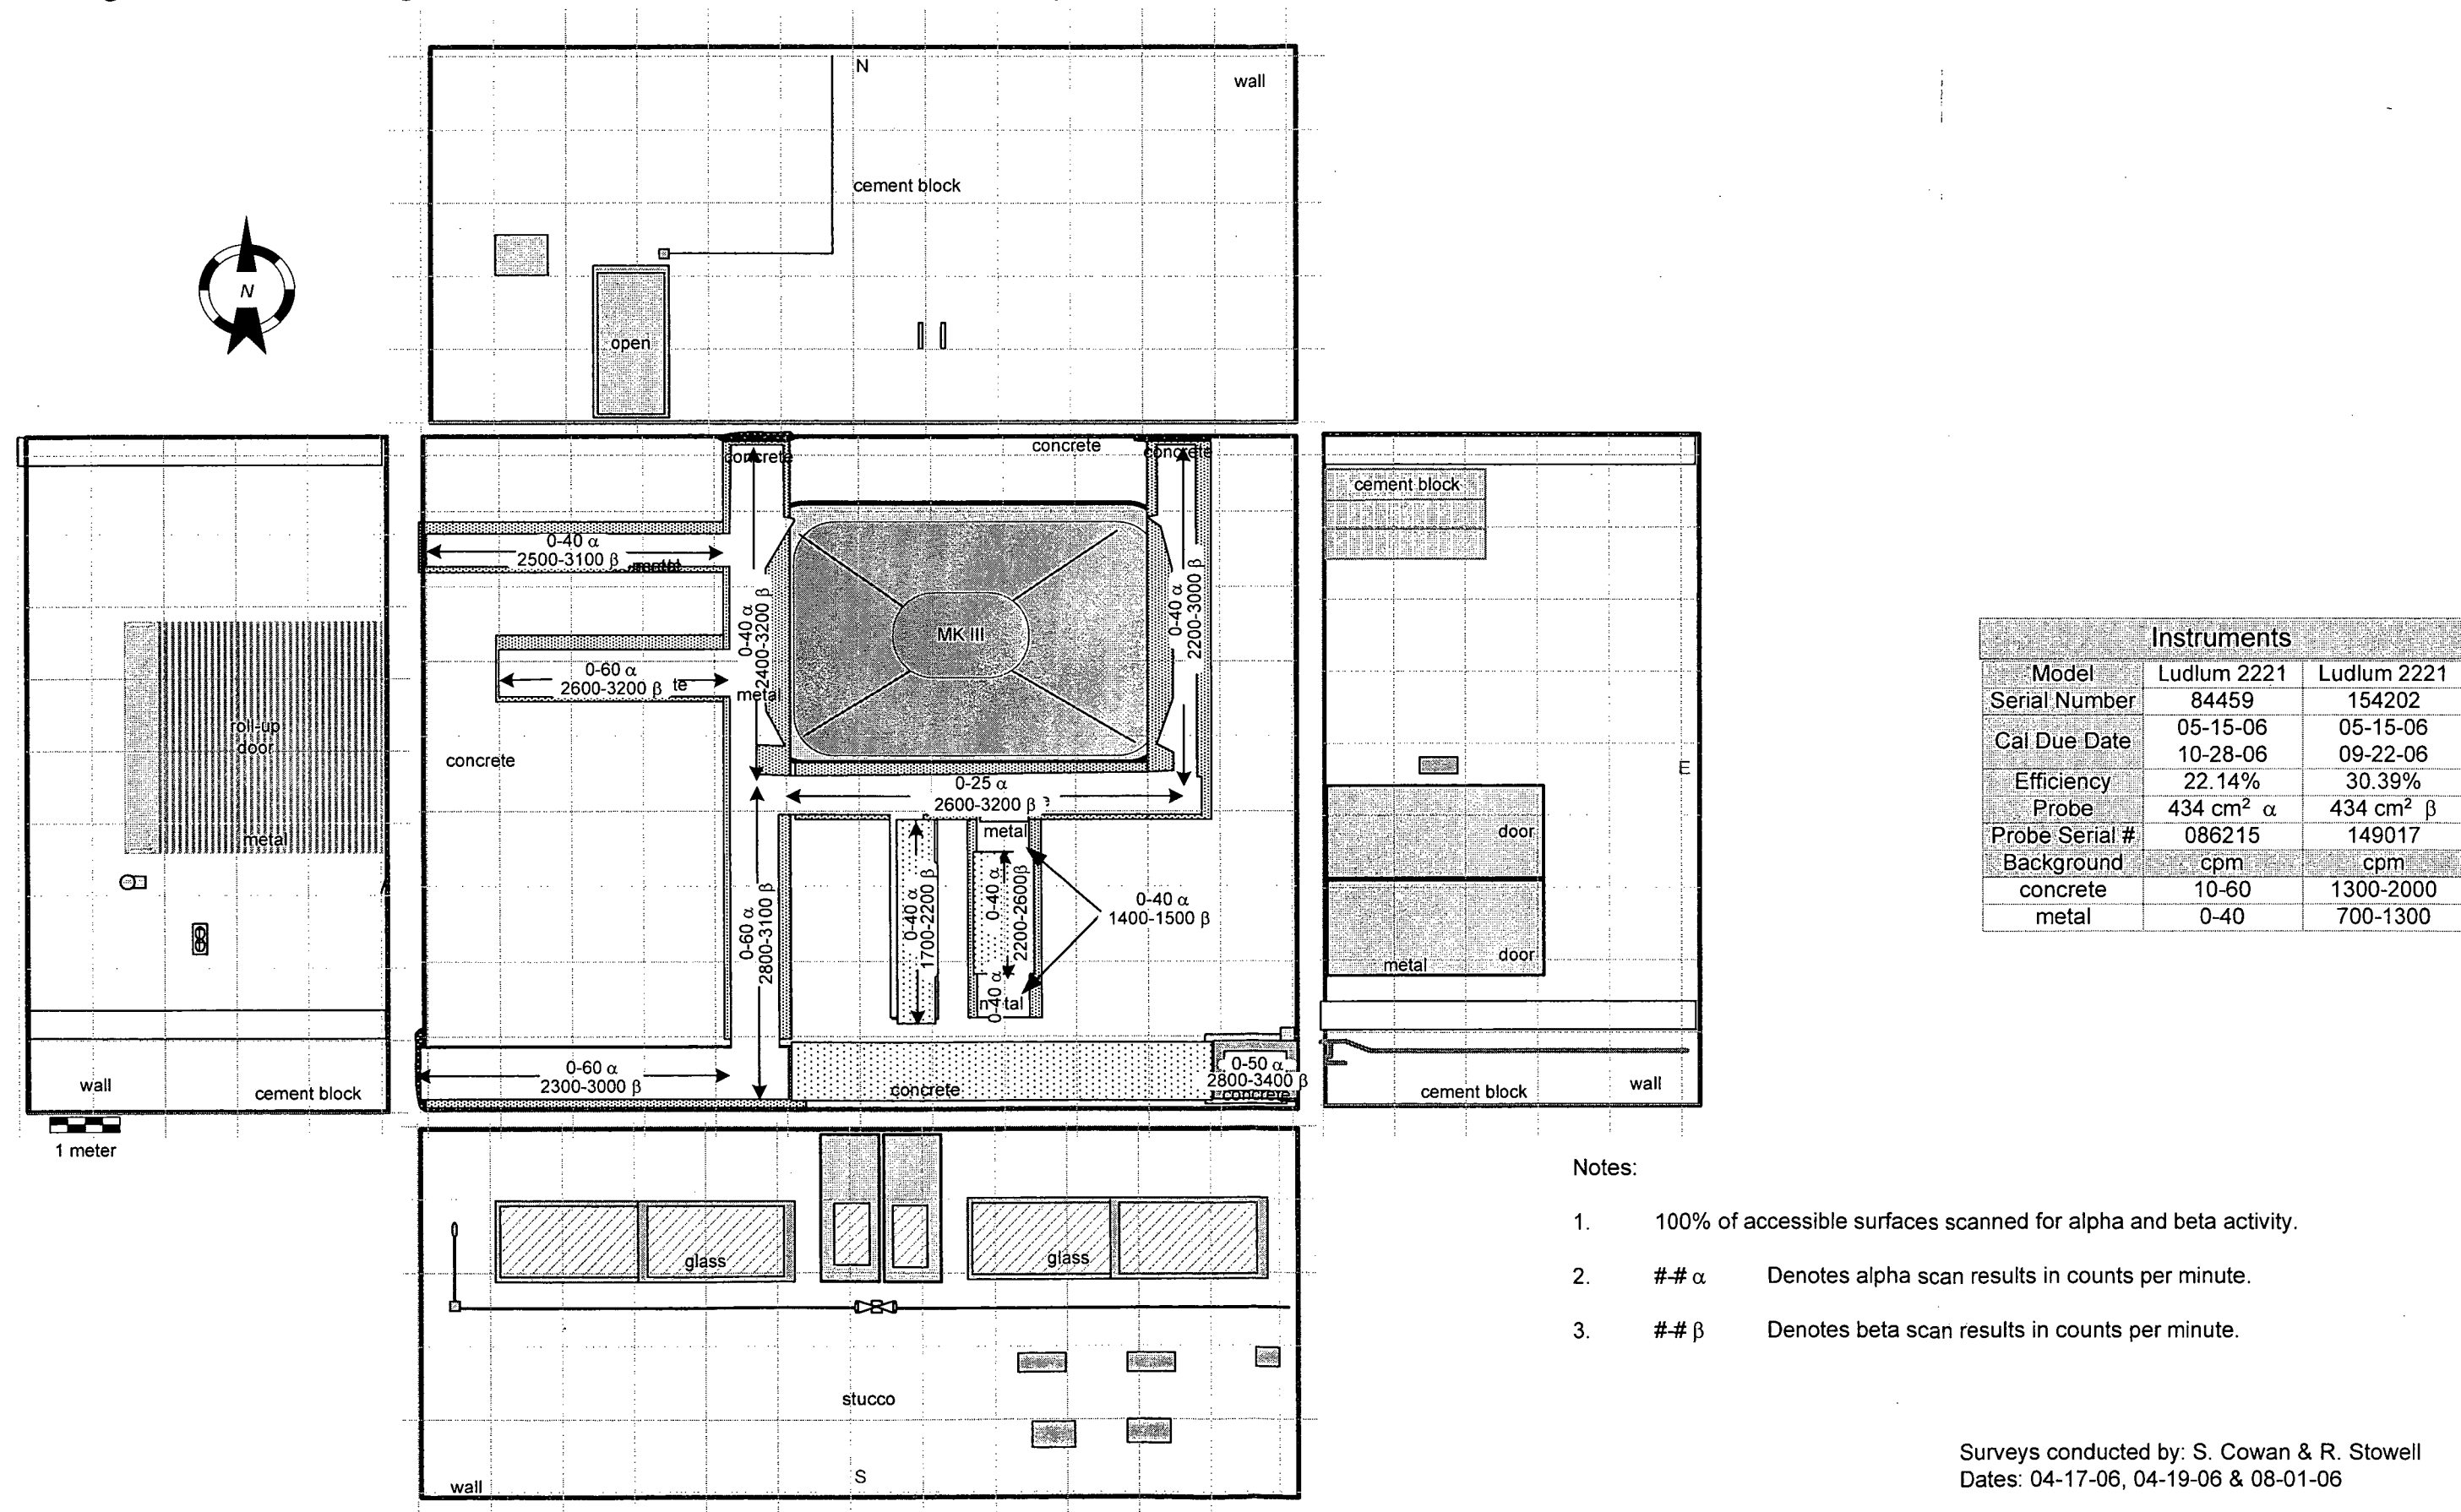 N
wall
cement block
open
N
concrete
concrete
concrete
cement block
0-40 α
2500-3100 β
metal
0-40 α
2400-3200 β
0-40 α
2200-3000 β
MK III
0-60 α
2600-3200 β te
metal
roll-up
door
metal
concrete
0-25 α
2600-3200 β
metal
E
door
door
metal
0-60 α
2800-3100 β
0-40 α
1700-2200 β
0-40 α
2200-2600β
0-40 α
1400-1500 β
0-40 α
0-60 α
2300-3000 β
concrete
0-50 α
2800-3400 β
concrete
wall
cement block
cement block
wall
1 meter
glass
glass
stucco
S
wall
Instruments
Model Ludlum 2221 Ludlum 2221
Serial Number 84459 154202
Cal Due Date 05-15-06 05-15-06
10-28-06 09-22-06
Efficiency 22.14% 30.39%
Probe 434 cm² α 434 cm² β
Probe Serial # 086215 149017
Background cpm cpm
concrete 10-60 1300-2000
metal 0-40 700-1300
Notes:
1. 100% of accessible surfaces scanned for alpha and beta activity.
2. #-# α Denotes alpha scan results in counts per minute.
3. #-# β Denotes beta scan results in counts per minute.
Surveys conducted by: S. Cowan & R. Stowell
Dates: 04-17-06, 04-19-06 & 08-01-06